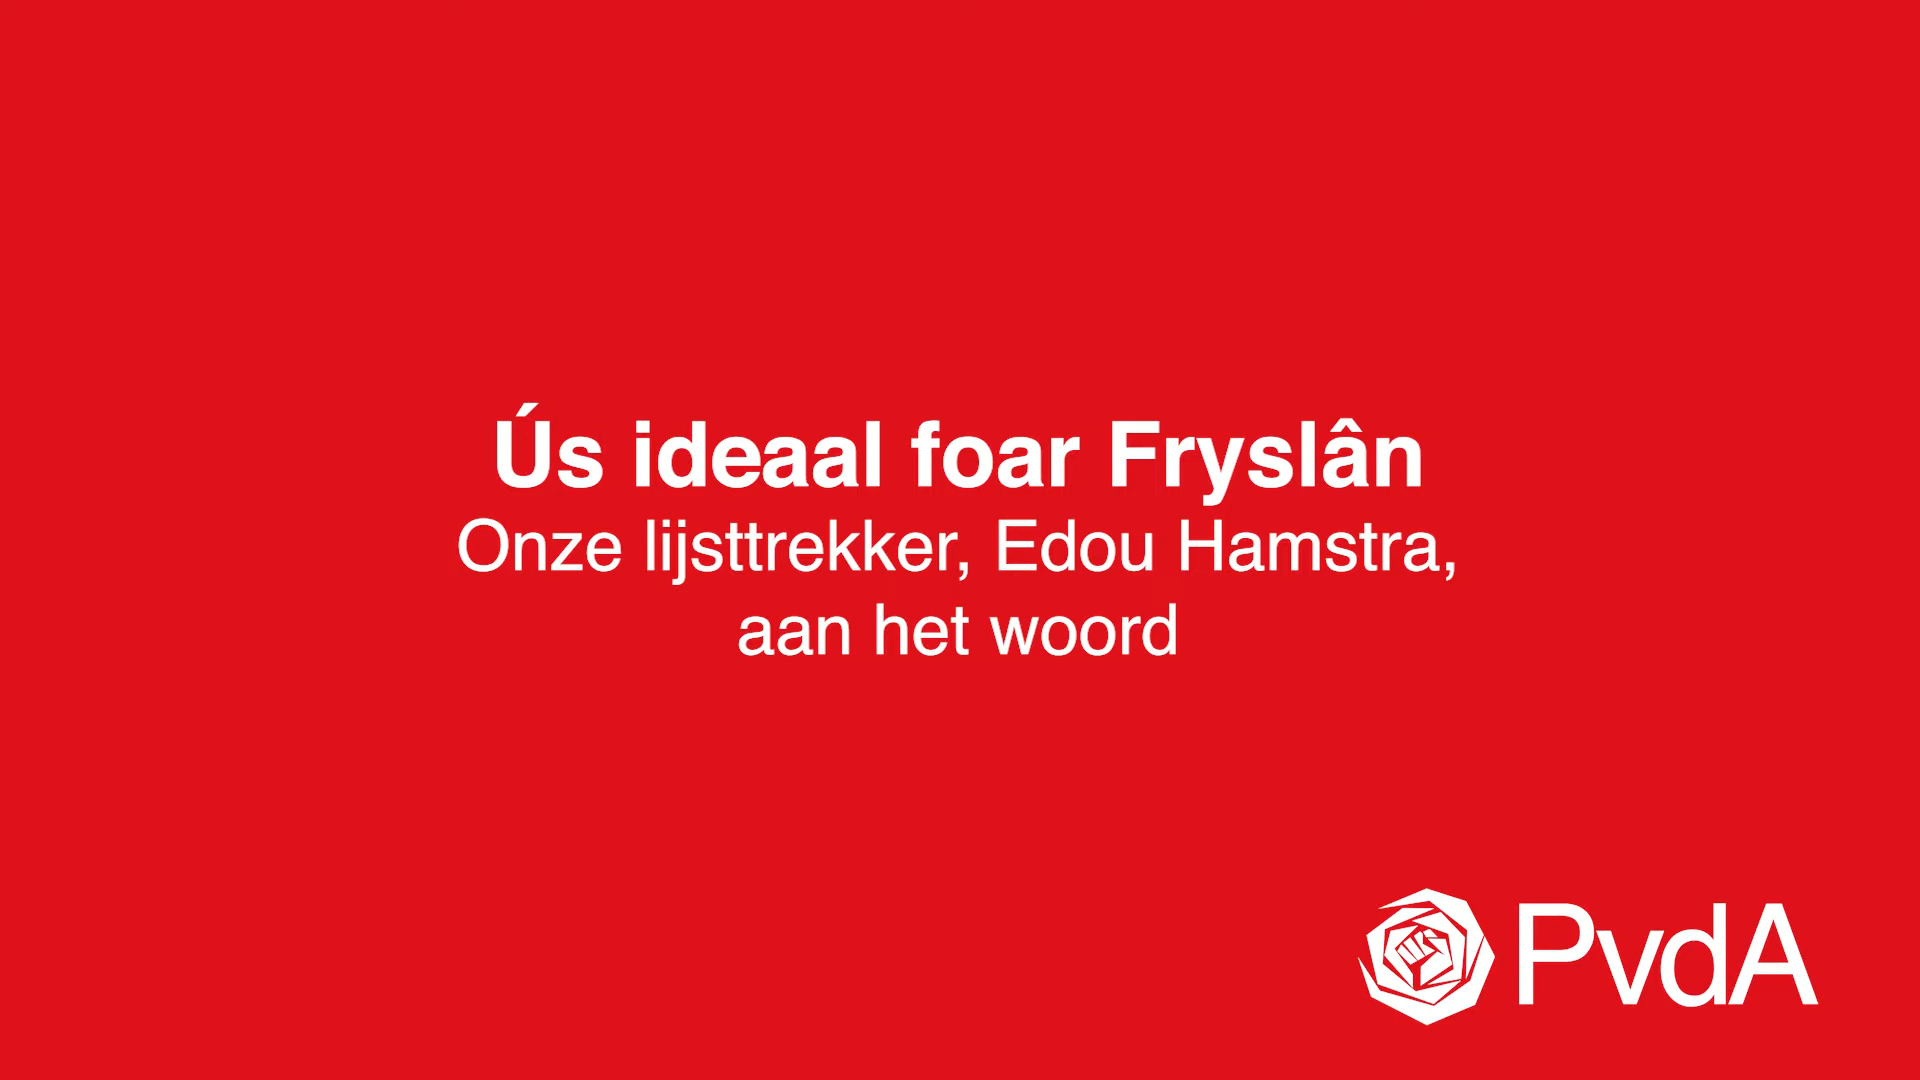 Ús ideaal foar Fryslân
Onze lijsttrekker, Edou Hamstra,
aan het woord
PvdA